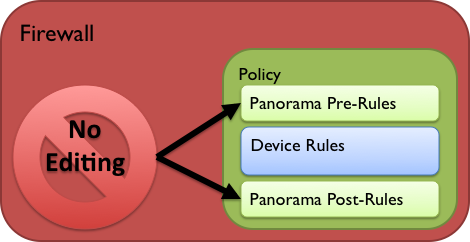 Firewall
Policy
Panorama Pre-Rules
No
Editing
Device Rules
Panorama Post-Rules